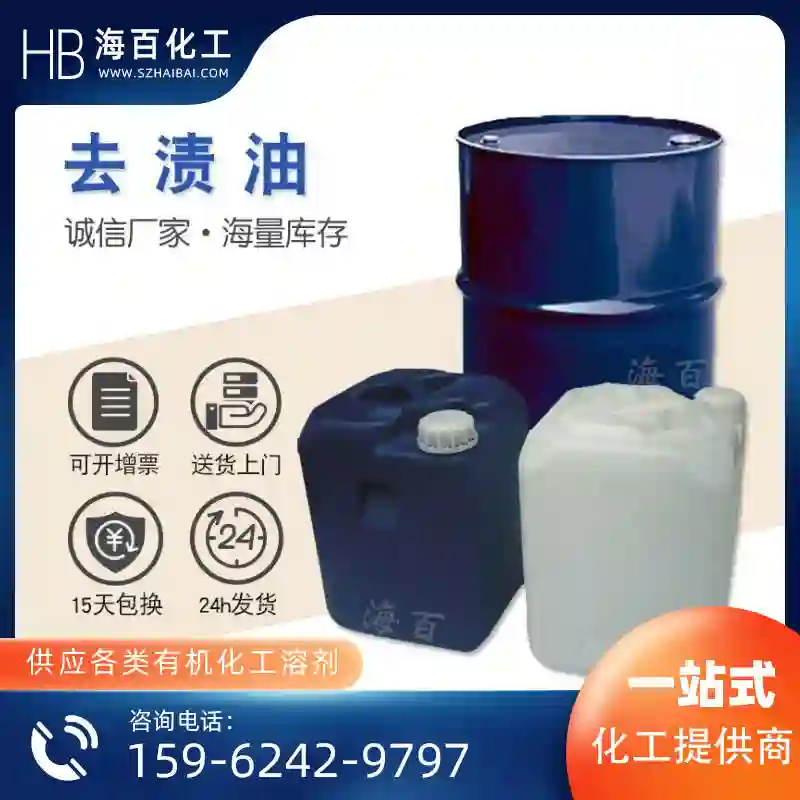 HB 海百化工
WWW.SZHAIBAI.COM
去渍油
诚信厂家·海量库存
可开增票
送货上门
15天包换
24
24h发货
海百
海百
供应各类有机化工溶剂
一站式
化工提供商
咨询电话：
159-6242-9797